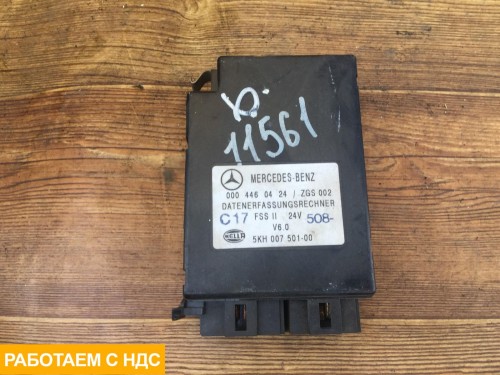 11561
MERCEDES-BENZ
000 446 04 24 / ZGS 002
DATENERFASSUNGSRECHNER
C17 FSS II 24V 508-
V6.0
HELLA 5KH 007 501-00
РАБОТАЕМ С НДС